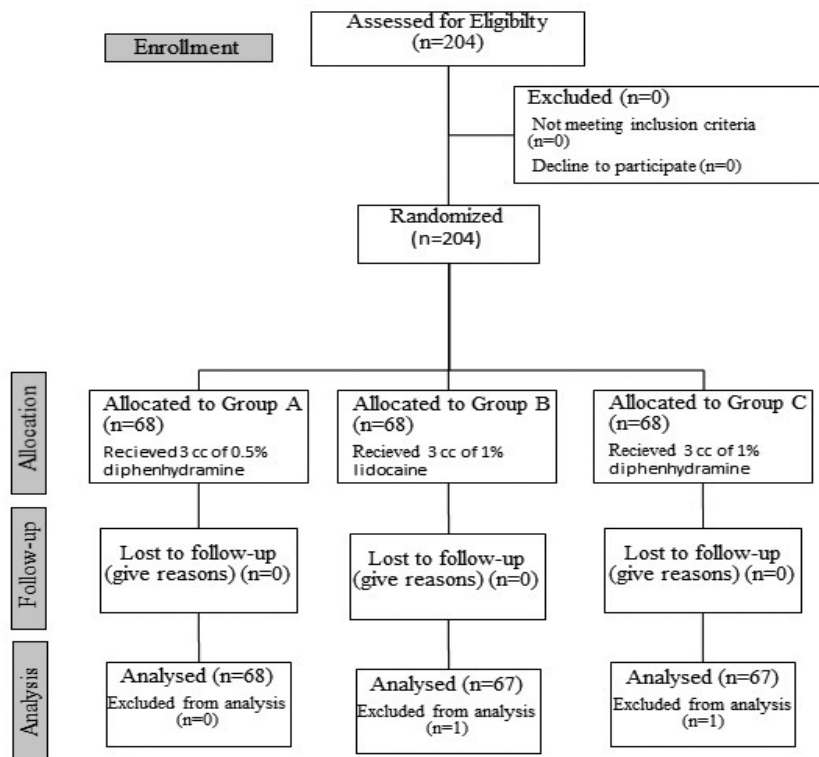 Assessed for Eligibilty
(n=204)
Enrollment
Excluded (n=0)
Not meeting inclusion criteria
(n=0)
Decline to participate (n=0)
Randomized
(n=204)
Allocation
Allocated to Group A
(n=68)
Recieved 3 cc of 0.5%
diphenhydramine
Allocated to Group B
(n=68)
Recieved 3 cc of 1%
lidocaine
Allocated to Group C
(n=68)
Recieved 3 cc of 1%
diphenhydramine
Follow-up
Lost to follow-up
(give reasons) (n=0)
Lost to follow-up
(give reasons) (n=0)
Lost to follow-up
(give reasons) (n=0)
Analysis
Analysed (n=68)
Excluded from analysis
(n=0)
Analysed (n=67)
Excluded from analysis
(n=1)
Analysed (n=67)
Excluded from analysis
(n=1)